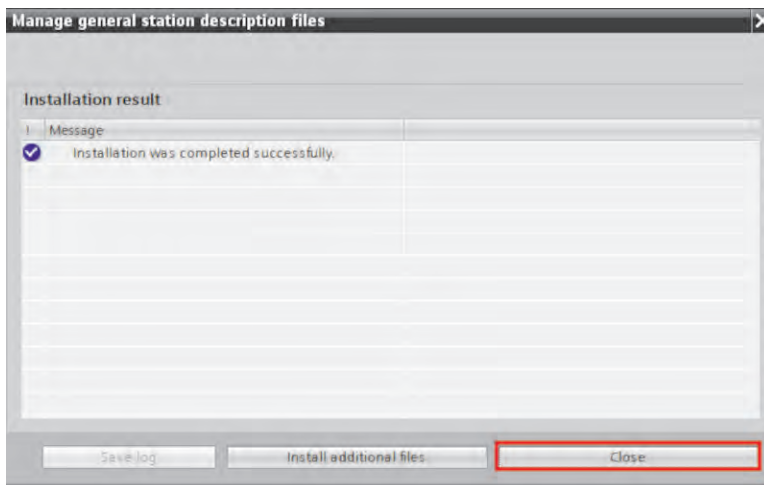 Manage general station description files
Installation result
! Message
Installation was completed successfully.
Save log
Install additional files
Close